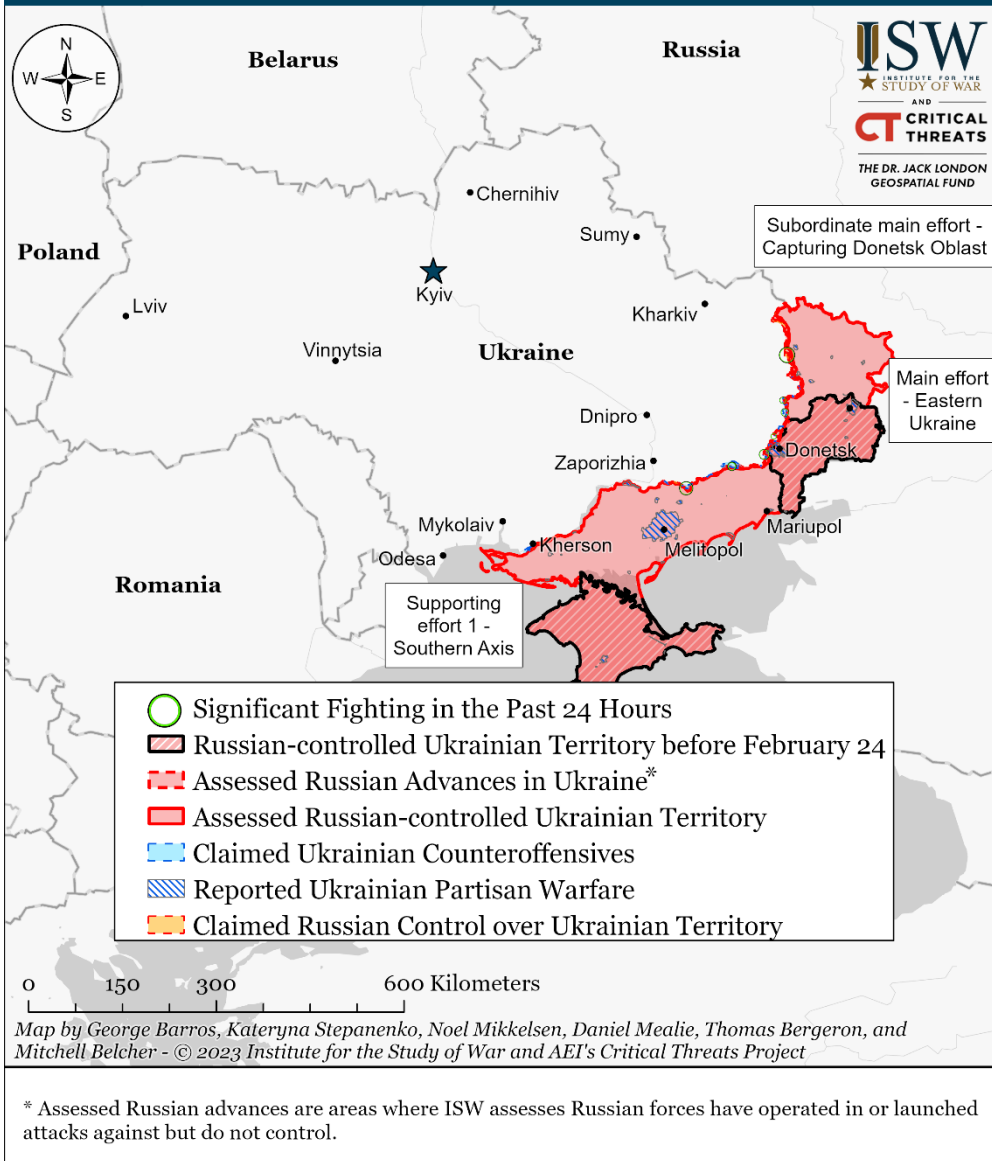 N
W
E
S
Belarus
Russia
ISW
INSTITUTE FOR THE
STUDY OF WAR
AND
CT CRITICAL
THREATS
THE DR. JACK LONDON
GEOSPATIAL FUND
Chernihiv
Sumy
Subordinate main effort -
Capturing Donetsk Oblast
Poland
Kyiv
Lviv
Kharkiv
Vinnytsia
Ukraine
Main effort
- Eastern
Ukraine
Dnipro
Donetsk
Zaporizhia
Mykolaiv
Mariupol
Kherson
Melitopol
Odesa
Romania
Supporting
effort 1 -
Southern Axis
Significant Fighting in the Past 24 Hours
Russian-controlled Ukrainian Territory before February 24
Assessed Russian Advances in Ukraine*
Assessed Russian-controlled Ukrainian Territory
Claimed Ukrainian Counteroffensives
Reported Ukrainian Partisan Warfare
Claimed Russian Control over Ukrainian Territory
0 150 300 600 Kilometers
Map by George Barros, Kateryna Stepanenko, Noel Mikkelsen, Daniel Mealie, Thomas Bergeron, and
Mitchell Belcher - © 2023 Institute for the Study of War and AEI's Critical Threats Project
* Assessed Russian advances are areas where ISW assesses Russian forces have operated in or launched
attacks against but do not control.